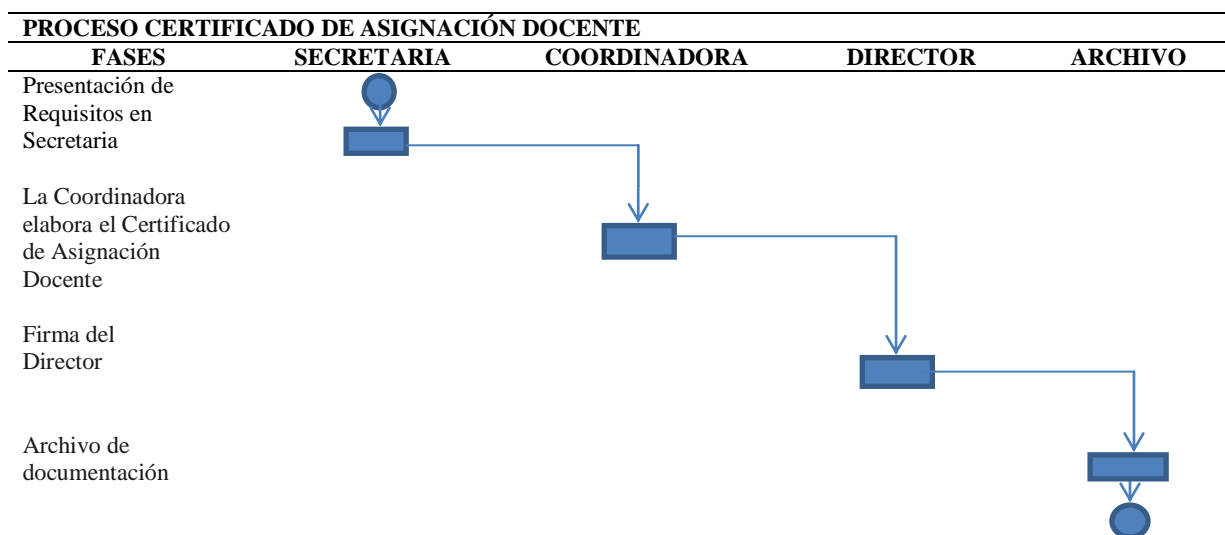 PROCESO CERTIFICADO DE ASIGNACIÓN DOCENTE
FASES SECRETARIA COORDINADORA DIRECTOR ARCHIVO
Presentación de
Requisitos en
Secretaria
La Coordinadora
elabora el Certificado
de Asignación
Docente
Firma del
Director
Archivo de
documentación